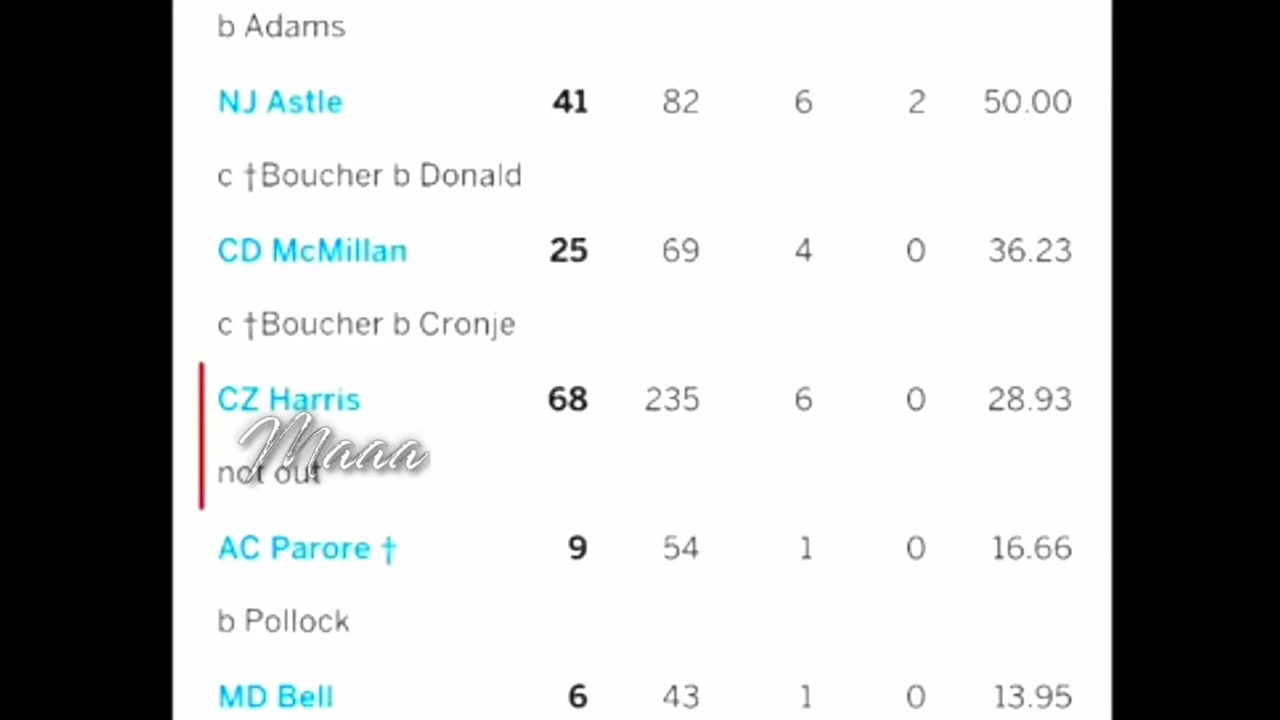 b Adams
NJ Astle 41 82 6 2 50.00
c †Boucher b Donald
CD McMillan 25 69 4 0 36.23
c †Boucher b Cronje
CZ Harris 68 235 6 0 28.93
Maaa
not out
AC Parore † 9 54 1 0 16.66
b Pollock
MD Bell 6 43 1 0 13.95